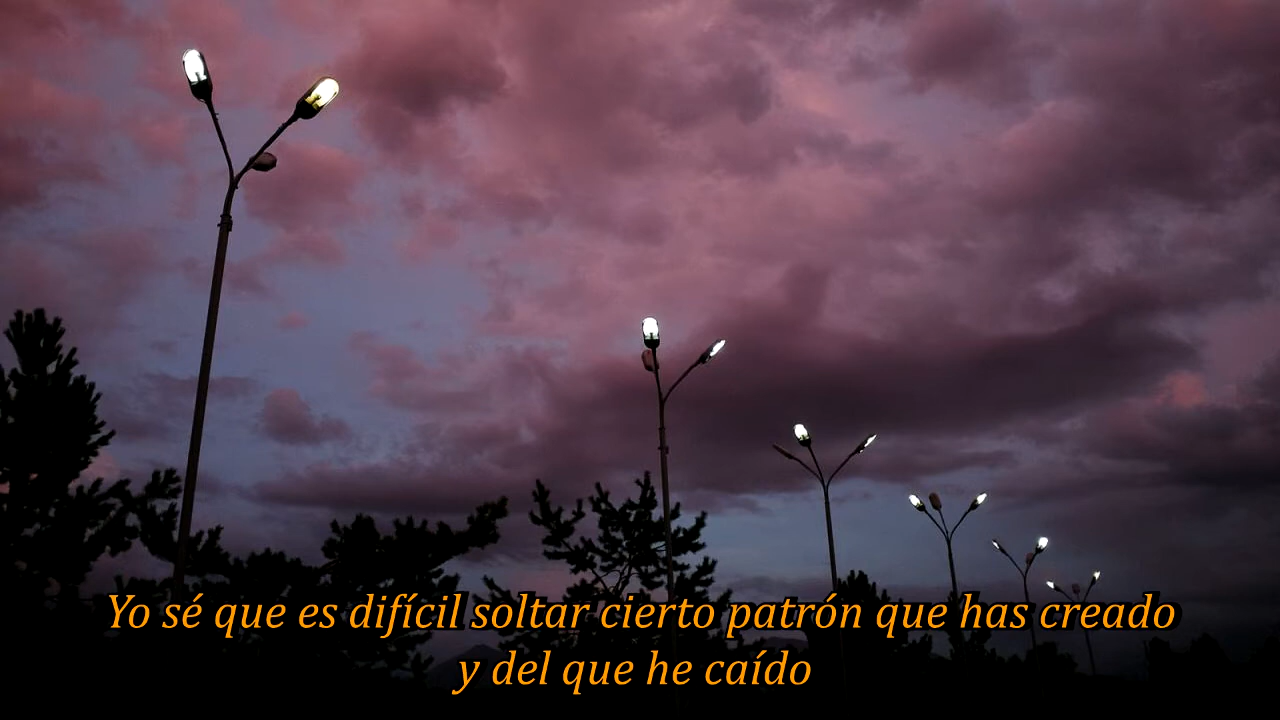 Yo sé que es difícil soltar cierto patrón que has creado
y del que he caído